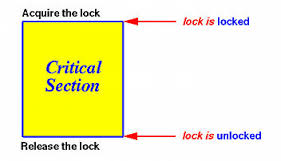 Acquire the lock
lock is locked
Critical
Section
lock is unlocked
Release the lock